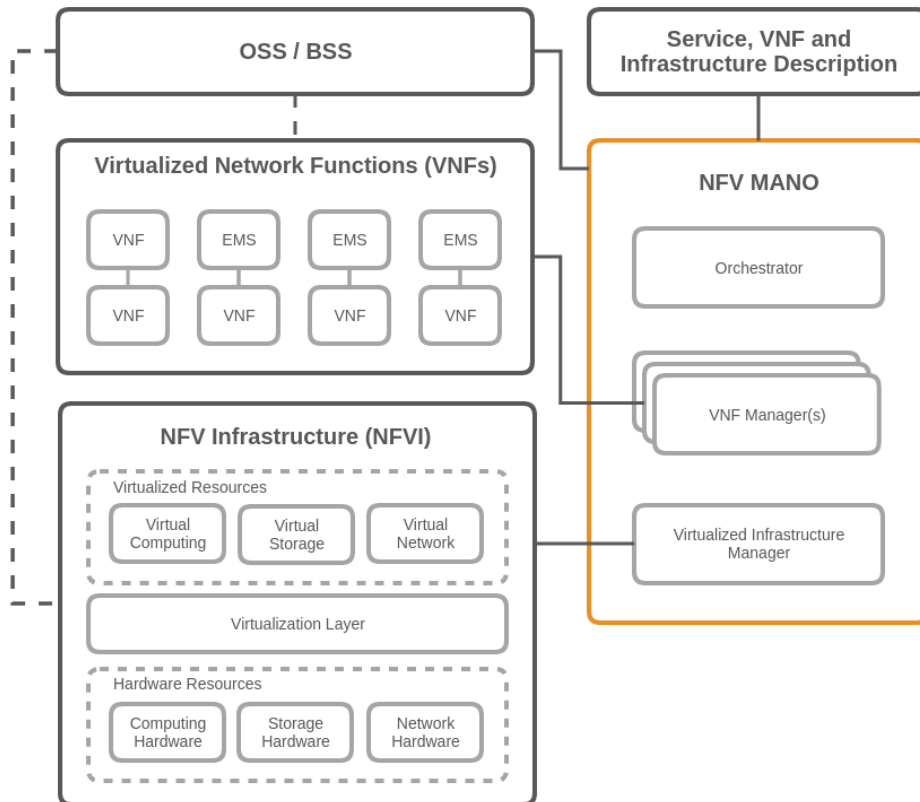 OSS / BSS
Service, VNF and
Infrastructure Description
Virtualized Network Functions (VNFs)
VNF
EMS
EMS
EMS
VNF
VNF
VNF
VNF
NFV MANO
Orchestrator
VNF Manager(s)
Virtualized Infrastructure
Manager
NFV Infrastructure (NFVI)
Virtualized Resources
Virtual
Computing
Virtual
Storage
Virtual
Network
Virtualization Layer
Hardware Resources
Computing
Hardware
Storage
Hardware
Network
Hardware